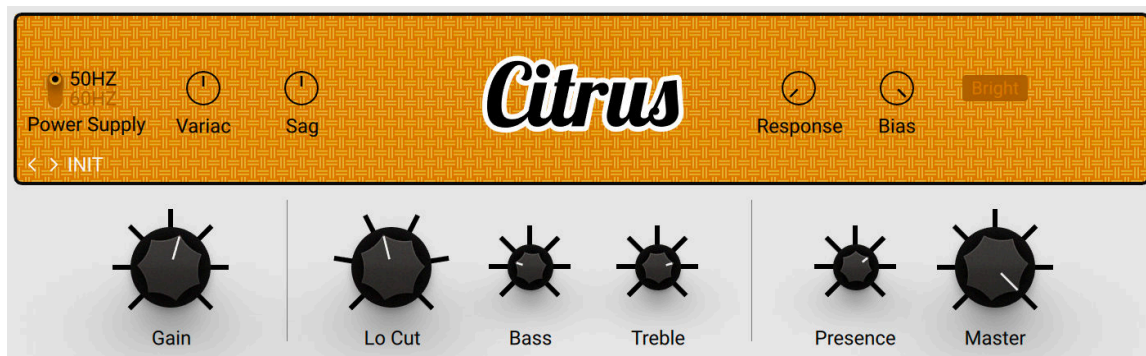 50HZ
60HZ
Power Supply
Variac
Sag
Citrus
Response
Bias
Bright
< > INIT
Gain
Lo Cut
Bass
Treble
Presence
Master